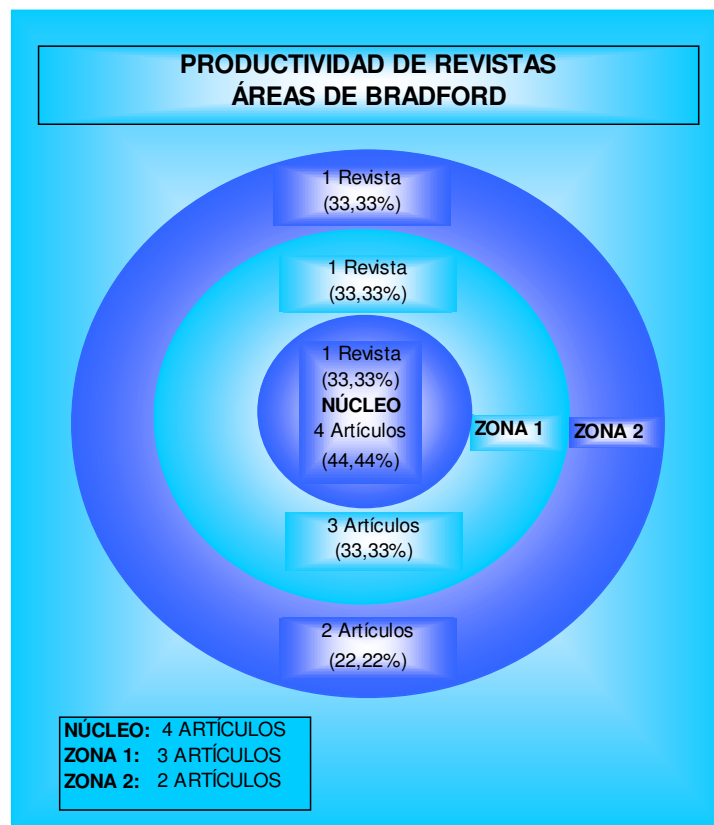 PRODUCTIVIDAD DE REVISTAS
ÁREAS DE BRADFORD
1 Revista
(33,33%)
1 Revista
(33,33%)
1 Revista
(33,33%)
NÚCLEO
4 Artículos
(44,44%)
ZONA 1
ZONA 2
3 Artículos
(33,33%)
2 Artículos
(22,22%)
NÚCLEO: 4 ARTÍCULOS
ZONA 1: 3 ARTÍCULOS
ZONA 2: 2 ARTÍCULOS